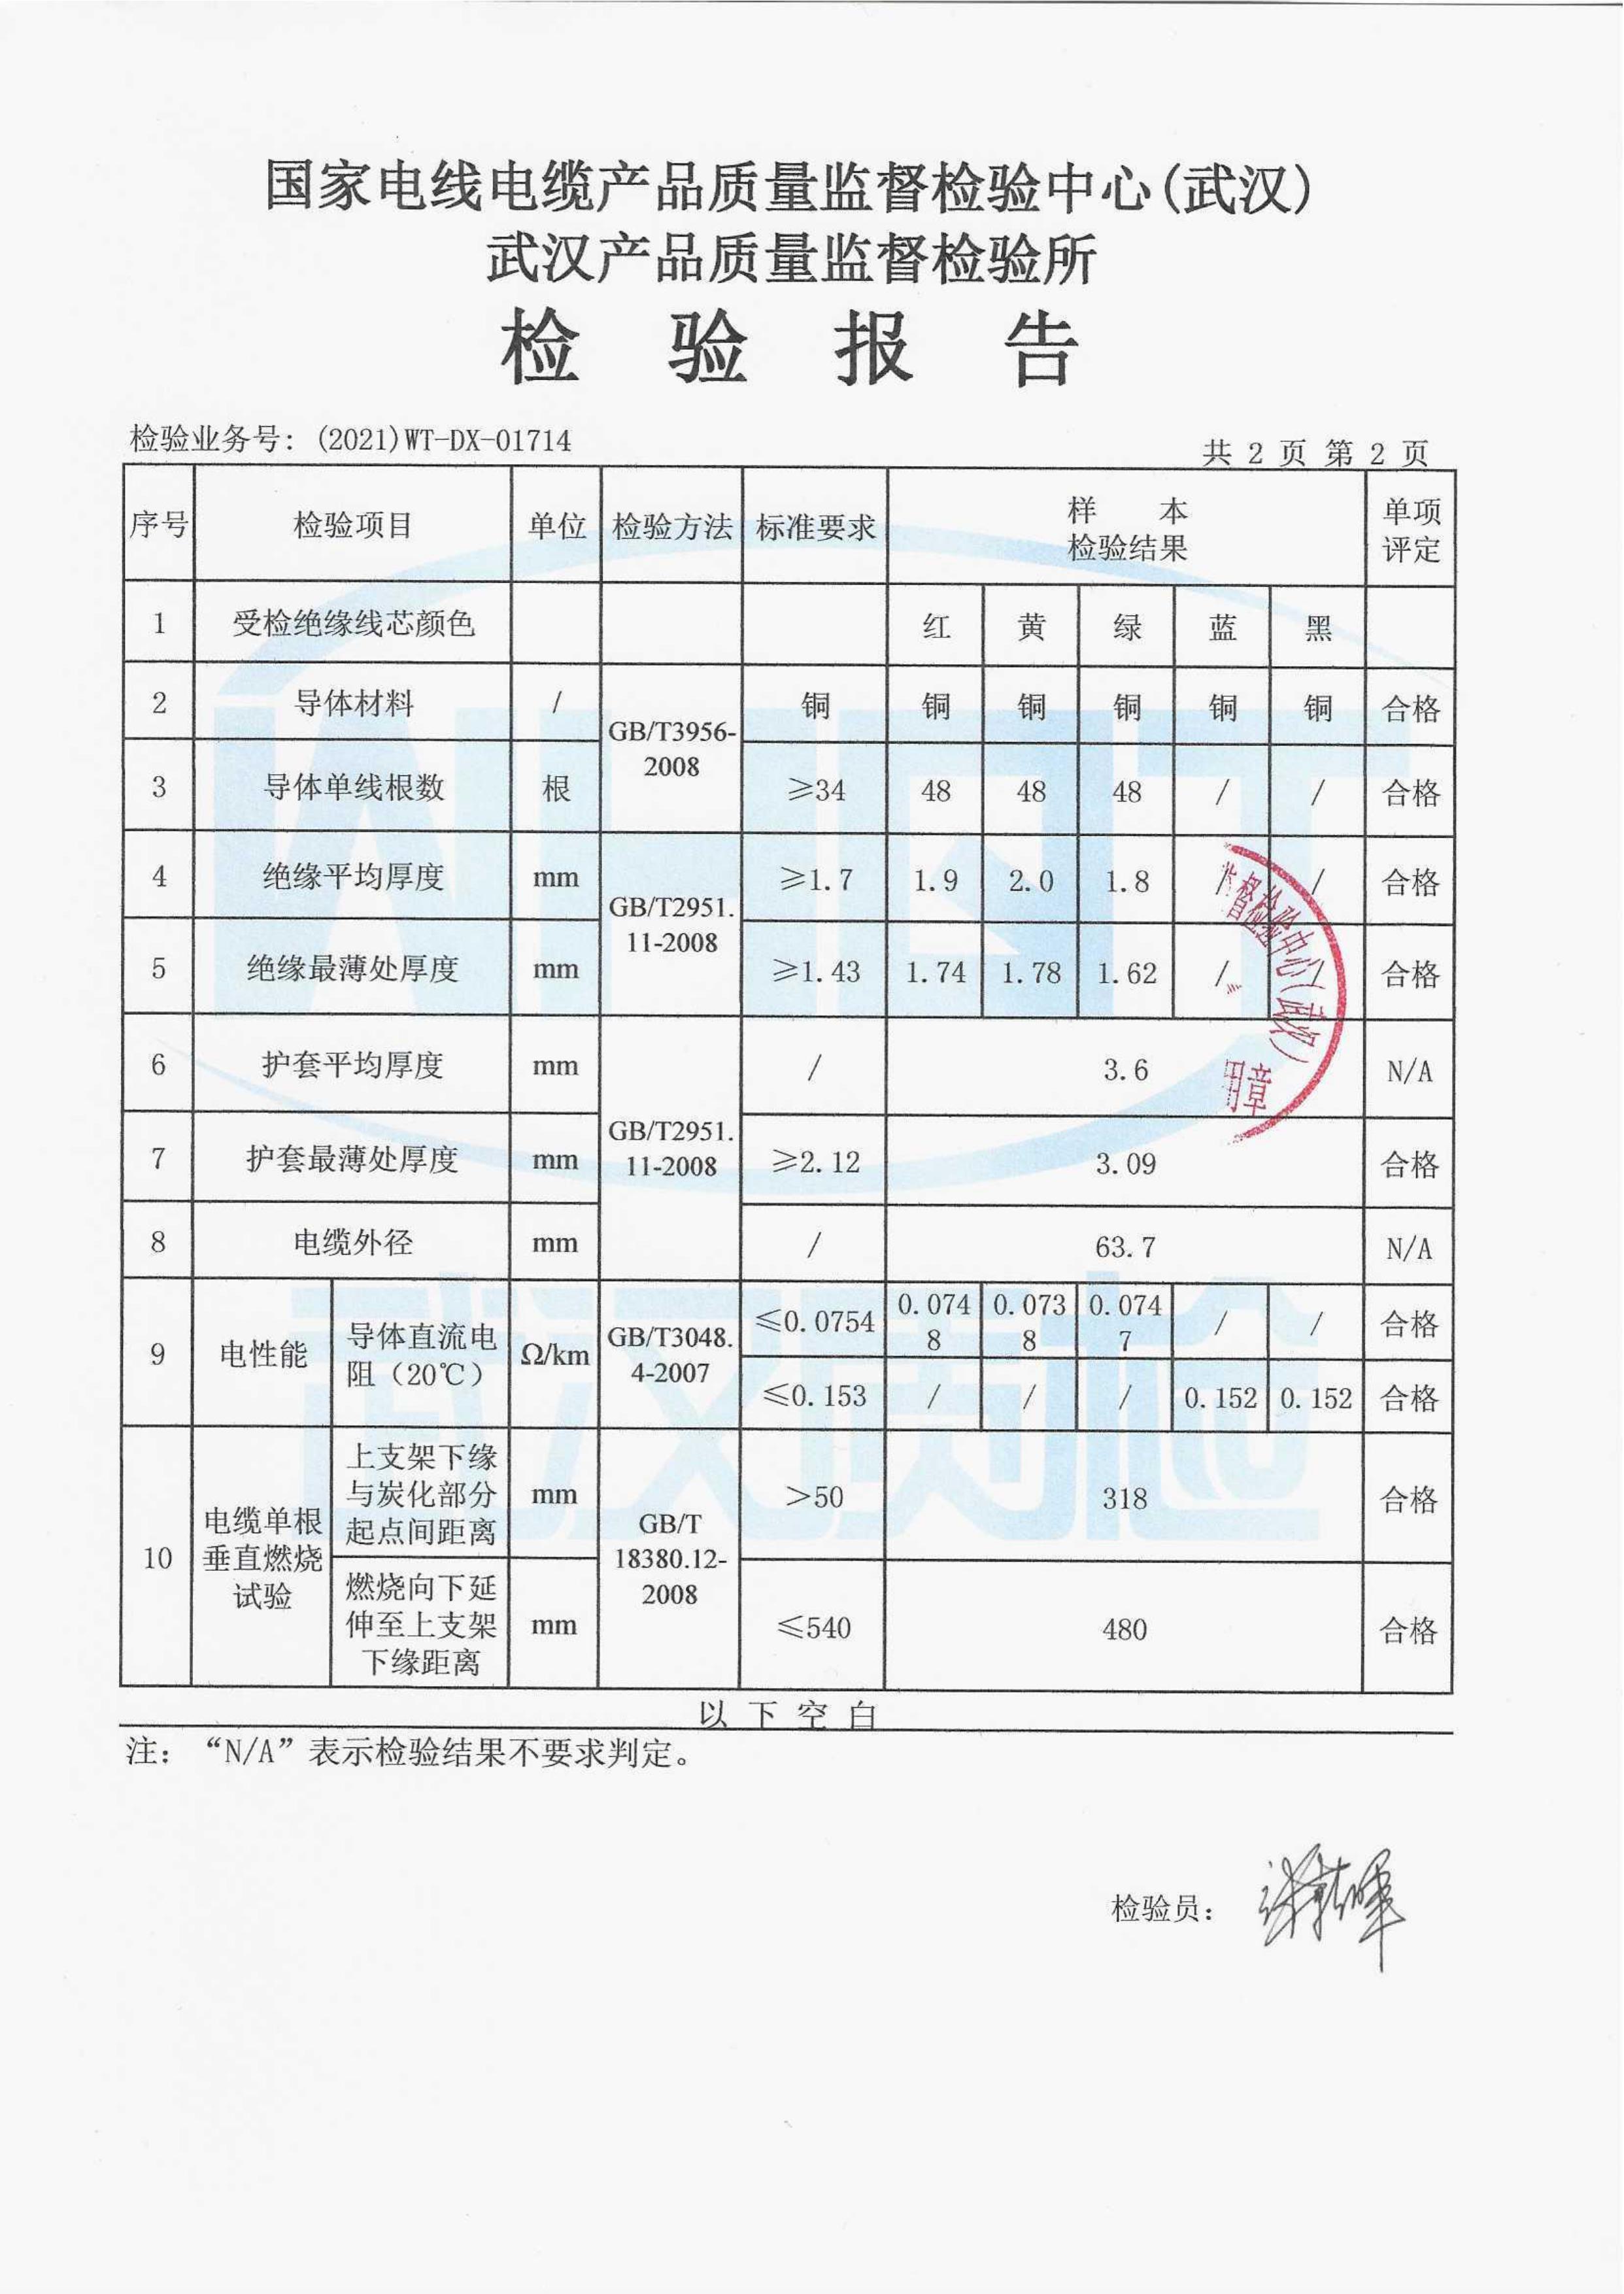 国家电线电缆产品质量监督检验中心(武汉)
武汉产品质量监督检验所
检 验 报 告
检验业务号: (2021)WT-DX-01714
共 2 页 第 2 页
序号 检验项目 单位 检验方法 标准要求 样 本 检验结果 单项评定
1 受检绝缘线芯颜色 红 黄 绿 蓝 黑
2 导体材料 / GB/T3956-2008 铜 铜 铜 铜 铜 铜 合格
3 导体单线根数 根 ≥34 48 48 48 / / 合格
4 绝缘平均厚度 mm GB/T2951.11-2008 ≥1.7 1.9 2.0 1.8 / / 合格
5 绝缘最薄处厚度 mm ≥1.43 1.74 1.78 1.62 / / 合格
6 护套平均厚度 mm GB/T2951.11-2008 / 3.6 N/A
7 护套最薄处厚度 mm ≥2.12 3.09 合格
8 电缆外径 mm / 63.7 N/A
9 电性能 导体直流电阻（20℃） Ω/km GB/T3048.4-2007 ≤0.0754 0.0748 0.0738 0.0747 / / 合格
≤0.153 / / / 0.152 0.152 合格
10 电缆单根垂直燃烧试验 上支架下缘与炭化部分起点间距离 mm GB/T 18380.12-2008 >50 318 合格
燃烧向下延伸至上支架下缘距离 mm ≤540 480 合格
以 下 空 白
注： “N/A”表示检验结果不要求判定。
检验员：
督检验中心(武汉)
用章
武汉质检